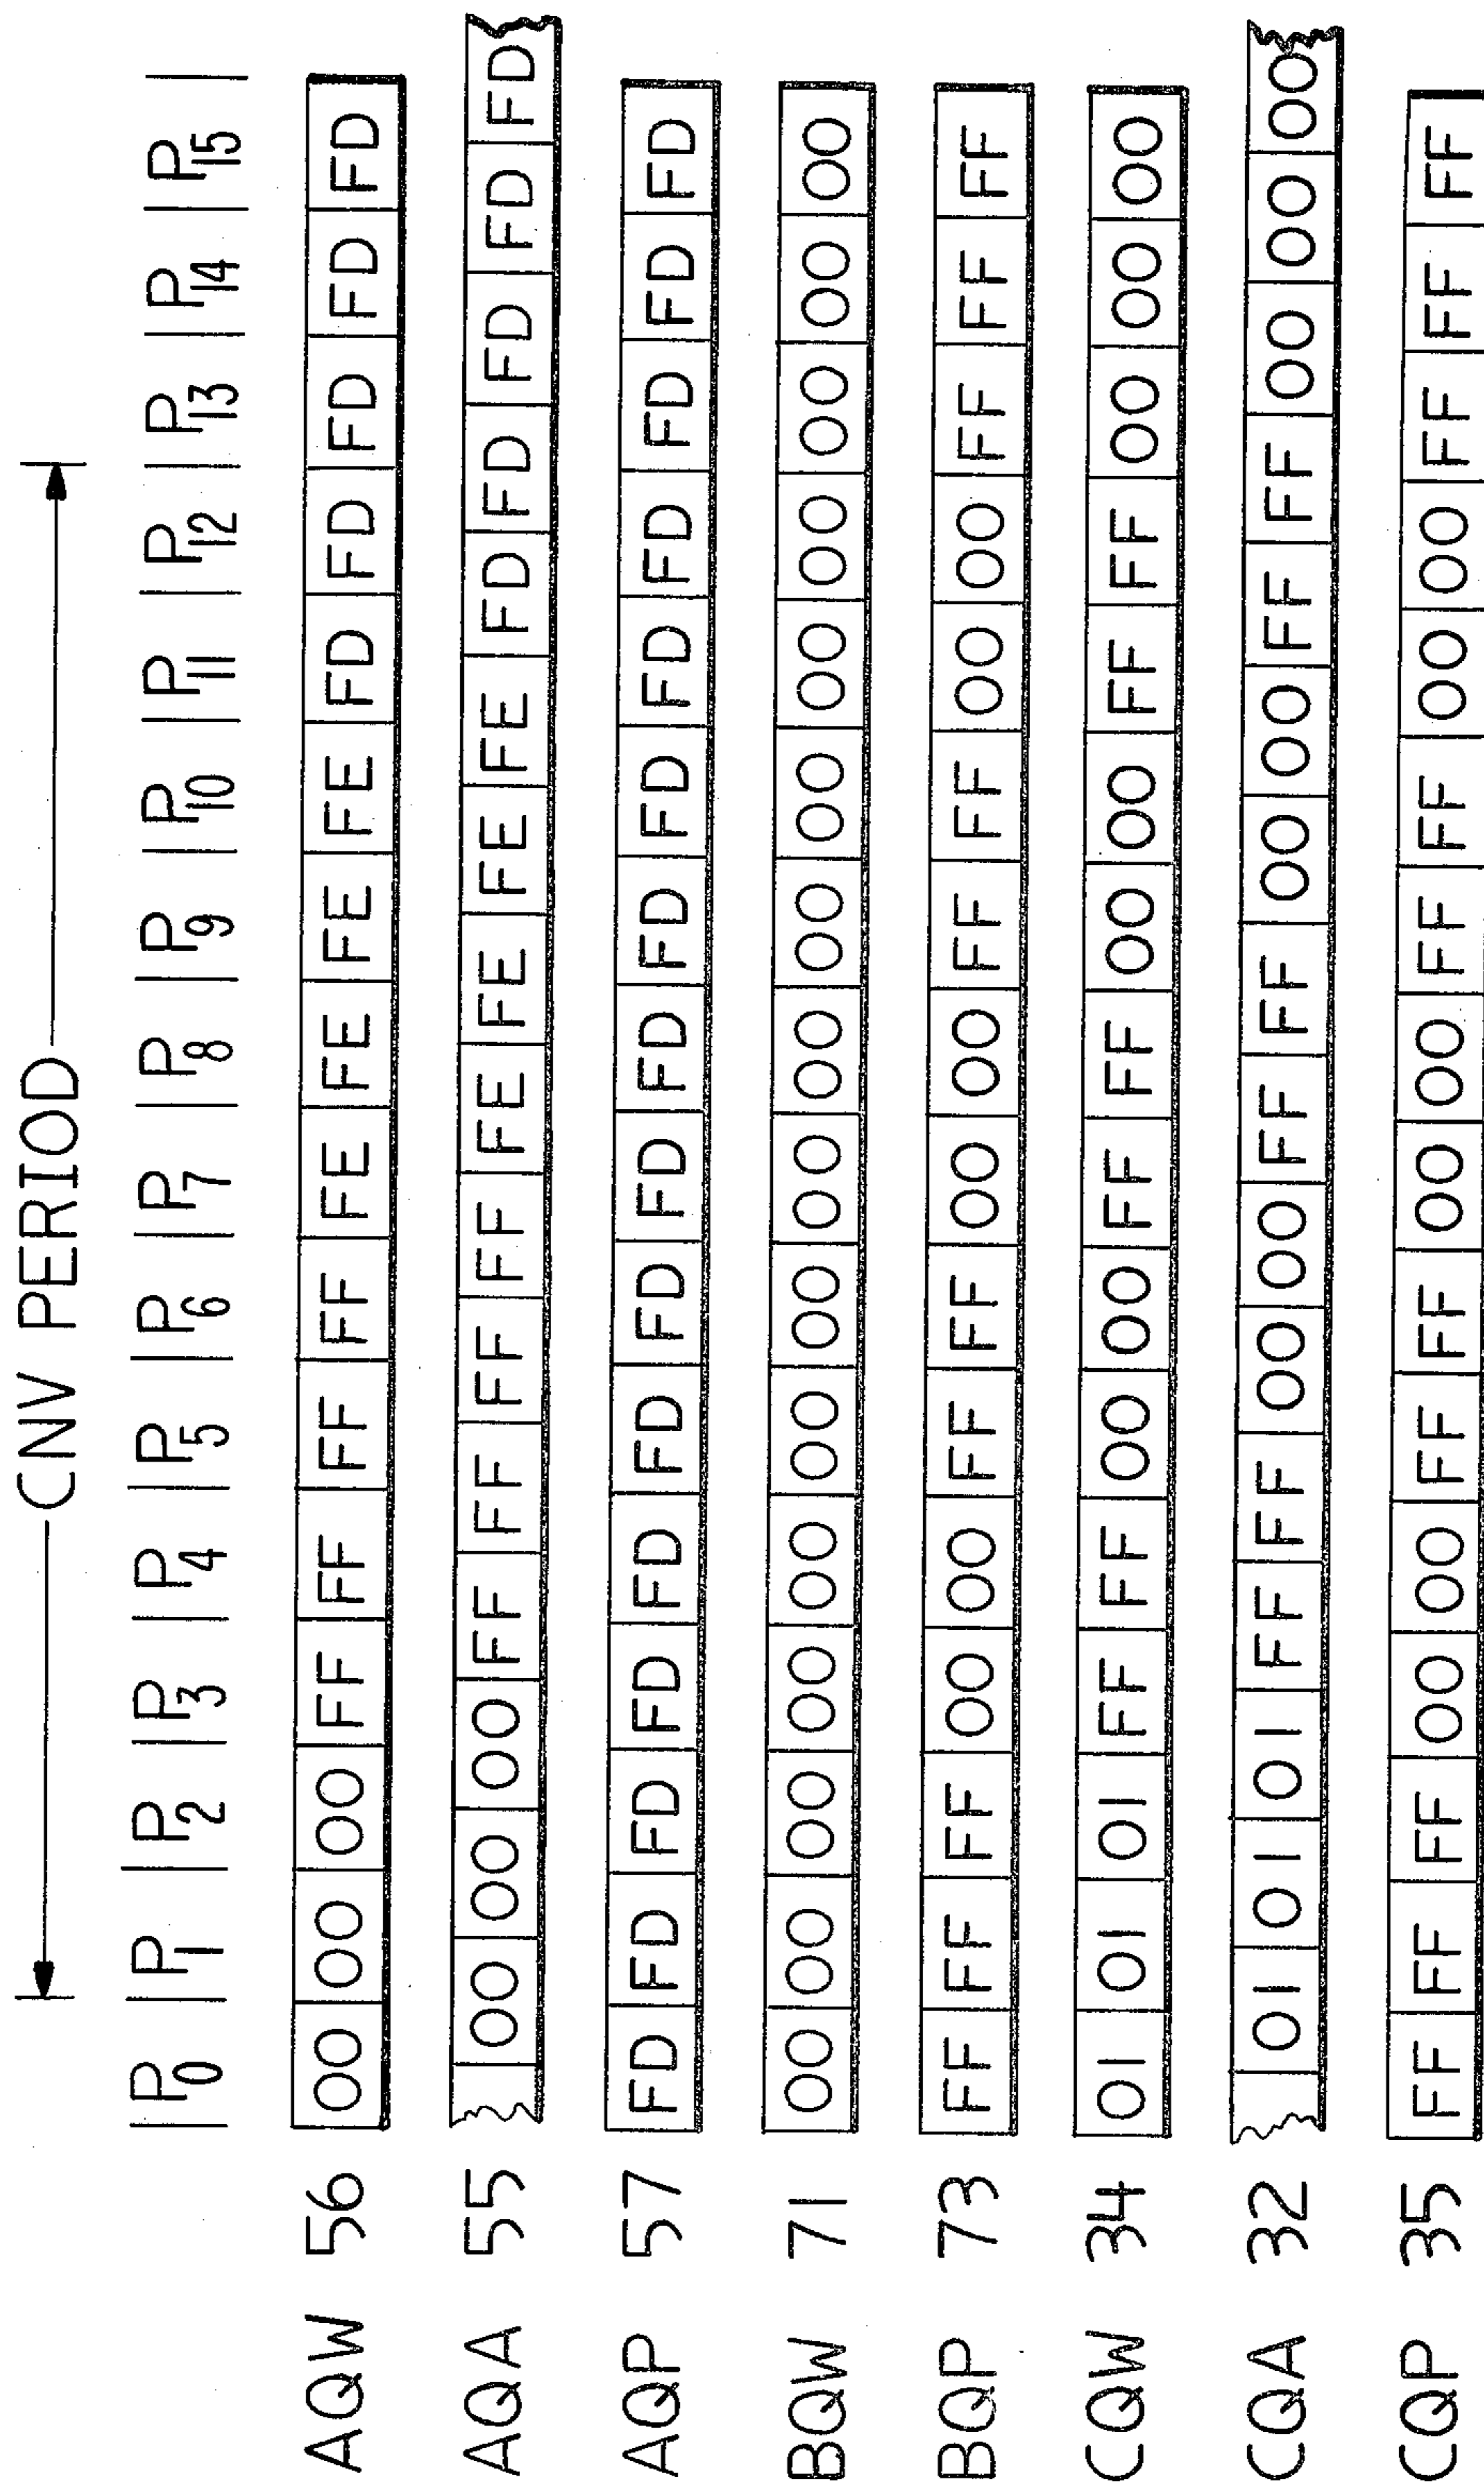 CNV PERIOD
P0 P1 P2 P3 P4 P5 P6 P7 P8 P9 P10 P11 P12 P13 P14 P15
AQW 56 00 00 00 FF FF FF FF FE FE FE FE FD FD FD FD FD
AQA 55 00 00 00 FF FF FF FF FE FE FE FE FD FD FD FD FD
AQP 57 FD FD FD FD FD FD FD FD FD FD FD FD FD FD FD FD
BQW 71 00 00 00 00 00 00 00 00 00 00 00 00 00 00 00 00
BQP 73 FF FF FF 00 00 FF FF 00 00 FF FF 00 00 FF FF FF
CQW 34 01 01 01 FF FF 00 00 FF FF 00 00 FF FF 00 00 00
CQA 32 01 01 01 FF FF 00 00 FF FF 00 00 FF FF 00 00 00
CQP 35 FF FF FF 00 00 FF FF 00 00 FF FF 00 00 FF FF FF